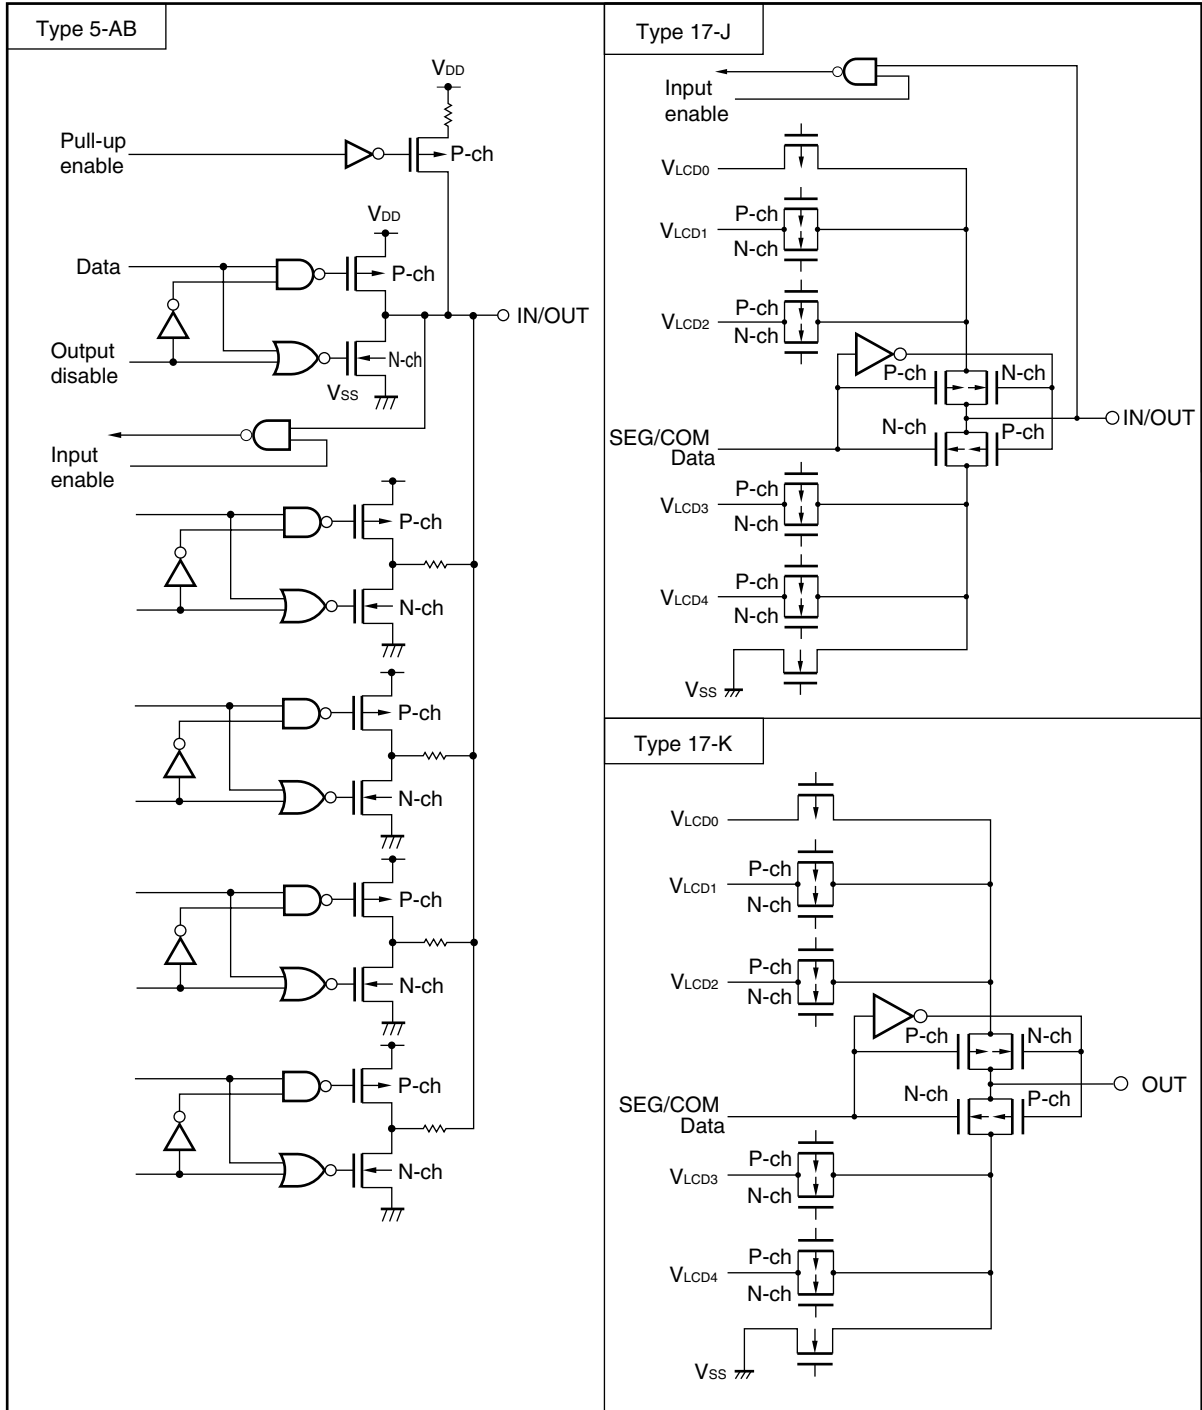 Type 5-AB
VDD
Pull-up
enable
P-ch
VDD
Data
P-ch
IN/OUT
Output
disable
N-ch
VSS
Input
enable
P-ch
N-ch
P-ch
N-ch
P-ch
N-ch
P-ch
N-ch
Type 17-J
Input
enable
VLCD0
P-ch
VLCD1
N-ch
P-ch
VLCD2
N-ch
P-ch
N-ch
IN/OUT
N-ch
P-ch
SEG/COM
Data
P-ch
VLCD3
N-ch
P-ch
VLCD4
N-ch
VSS
Type 17-K
VLCD0
P-ch
VLCD1
N-ch
P-ch
VLCD2
N-ch
P-ch
N-ch
OUT
N-ch
P-ch
SEG/COM
Data
P-ch
VLCD3
N-ch
P-ch
VLCD4
N-ch
VSS